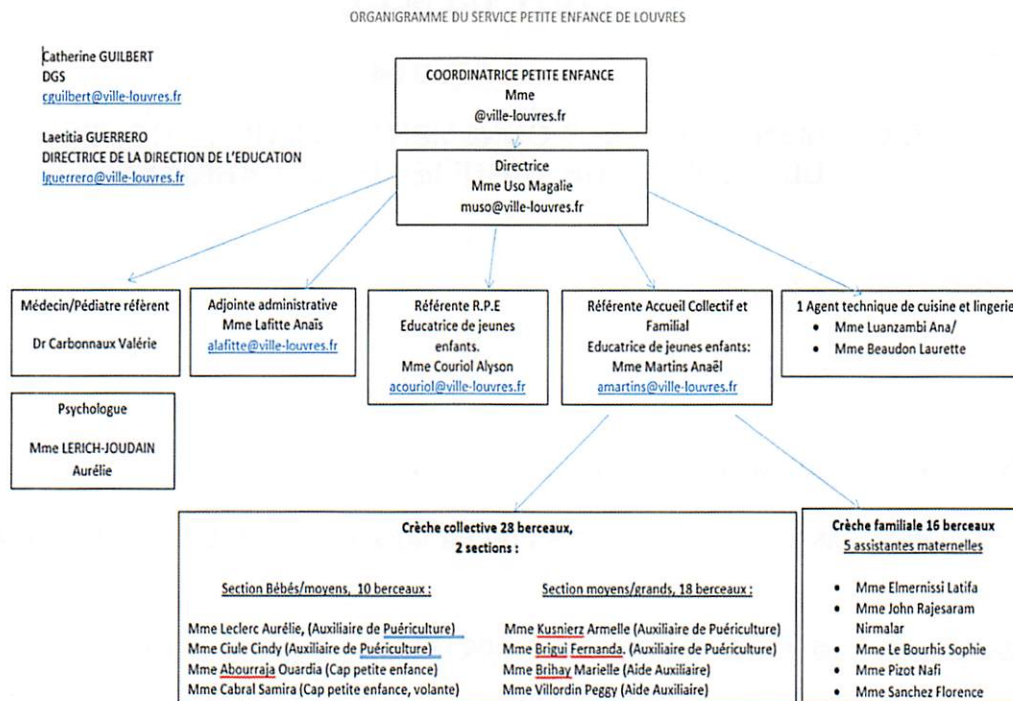 ORGANIGRAMME DU SERVICE PETITE ENFANCE DE LOUVRES
Catherine GUILBERT
DGS
cguilbert@ville-louvres.fr
Laetitia GUERRERO
DIRECTRICE DE LA DIRECTION DE L'EDUCATION
lguerrero@ville-louvres.fr
COORDINATRICE PETITE ENFANCE
Mme
@ville-louvres.fr
Directrice
Mme Uso Magalie
muso@ville-louvres.fr
Médecin/Pédiatre réfèrent
Dr Carbonnaux Valérie
Adjointe administrative
Mme Lafitte Anaïs
alafitte@ville-louvres.fr
Référente R.P.E
Educatrice de jeunes
enfants.
Mme Couriol Alyson
acouriol@ville-louvres.fr
Référente Accueil Collectif et
Familial
Educatrice de jeunes enfants:
Mme Martins Anaël
amartins@ville-louvres.fr
1 Agent technique de cuisine et lingerie
• Mme Luanzambi Ana/
• Mme Beaudon Laurette
Psychologue
Mme LERICH-JOUDAIN
Aurélie
Crèche collective 28 berceaux,
2 sections :
Section Bébés/moyens, 10 berceaux :
Mme Leclerc Aurélie, (Auxiliaire de Puériculture)
Mme Ciule Cindy (Auxiliaire de Puériculture)
Mme Abourraja Ouardia (Cap petite enfance)
Mme Cabral Samira (Cap petite enfance, volante)
Section moyens/grands, 18 berceaux :
Mme Kusnierz Armelle (Auxiliaire de Puériculture)
Mme Brigui Fernanda. (Auxiliaire de Puériculture)
Mme Brihay Marielle (Aide Auxiliaire)
Mme Villordin Peggy (Aide Auxiliaire)
Crèche familiale 16 berceaux
5 assistantes maternelles
• Mme Elmernissi Latifa
• Mme John Rajesaram
Nirmalar
• Mme Le Bourhis Sophie
• Mme Pizot Nafi
• Mme Sanchez Florence